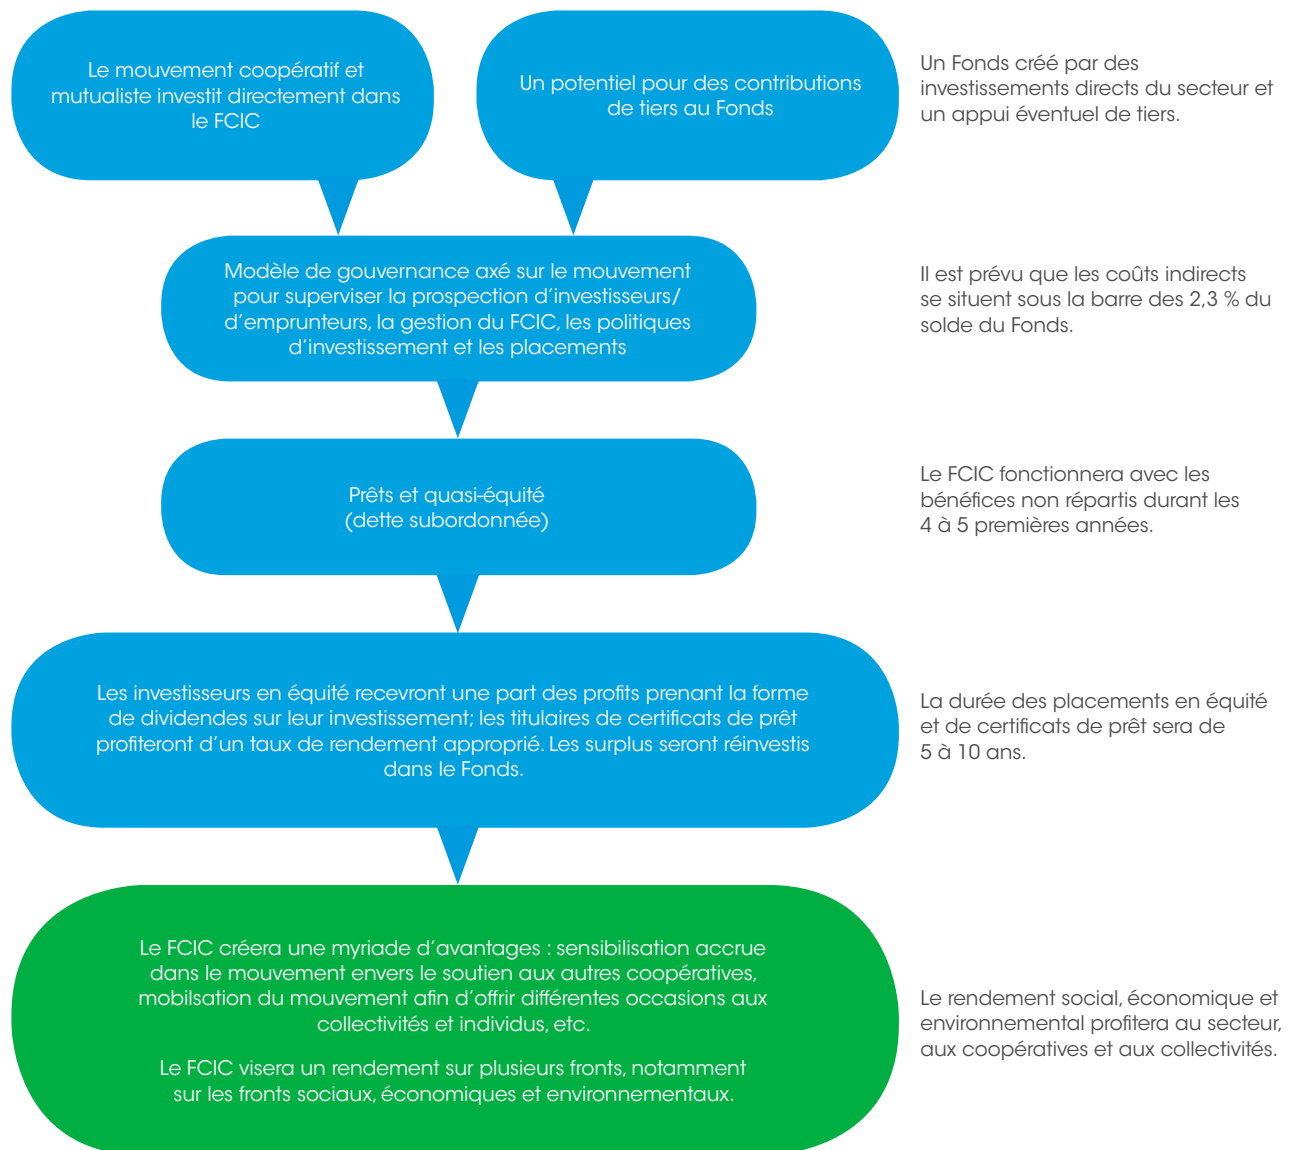 Le mouvement coopératif et
mutualiste investit directement dans
le FCIC
Un potentiel pour des contributions
de tiers au Fonds
Un Fonds créé par des
investissements directs du secteur et
un appui éventuel de tiers.
Modèle de gouvernance axé sur le mouvement
pour superviser la prospection d’investisseurs/
d’emprunteurs, la gestion du FCIC, les politiques
d’investissement et les placements
Il est prévu que les coûts indirects
se situent sous la barre des 2,3 % du
solde du Fonds.
Prêts et quasi-équité
(dette subordonnée)
Le FCIC fonctionnera avec les
bénéfices non répartis durant les
4 à 5 premières années.
Les investisseurs en équité recevront une part des profits prenant la forme
de dividendes sur leur investissement; les titulaires de certificats de prêt
profiteront d’un taux de rendement approprié. Les surplus seront réinvestis
dans le Fonds.
La durée des placements en équité
et de certificats de prêt sera de
5 à 10 ans.
Le FCIC créera une myriade d’avantages : sensibilisation accrue
dans le mouvement envers le soutien aux autres coopératives,
mobilsation du mouvement afin d’offrir différentes occasions aux
collectivités et individus, etc.
Le FCIC visera un rendement sur plusieurs fronts, notamment
sur les fronts sociaux, économiques et environnementaux.
Le rendement social, économique et
environnemental profitera au secteur,
aux coopératives et aux collectivités.